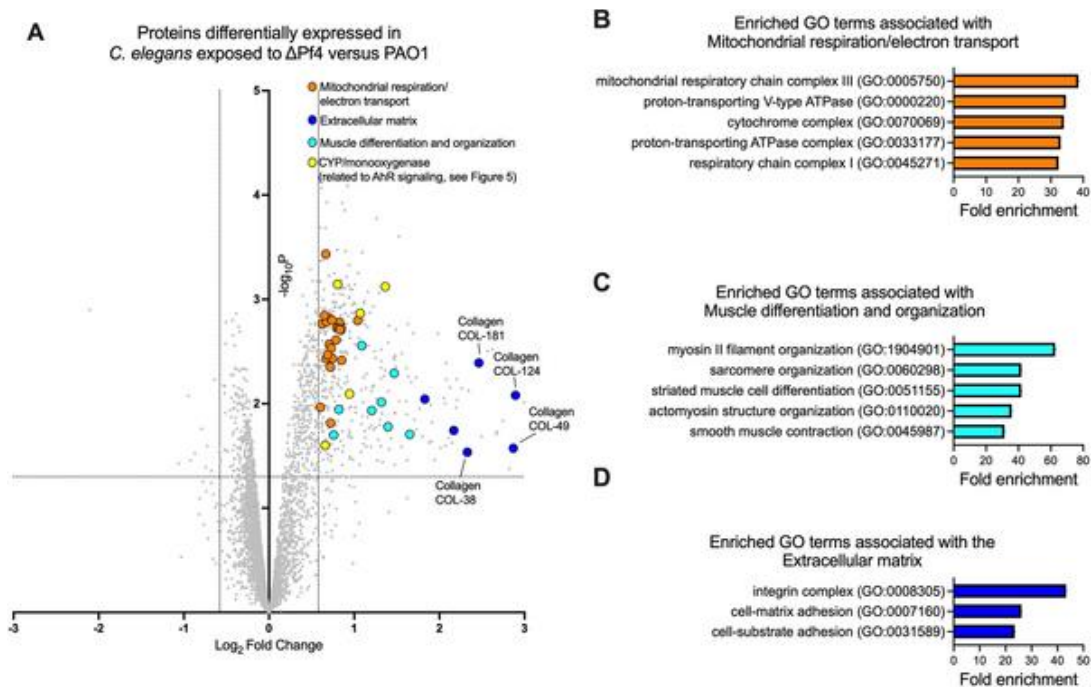 A
Proteins differentially expressed in
C. elegans exposed to ΔPf4 versus PAO1
5
Mitochondrial respiration/
electron transport
Extracellular matrix
Muscle differentiation and organization
CYP/monooxygenase
(related to AhR signaling, see Figure 5)
4
-log10P
3
Collagen
COL-181
Collagen
COL-124
2
Collagen
COL-49
Collagen
COL-38
-3 -2 -1 0 1 2 3
Log2 Fold Change
B
Enriched GO terms associated with
Mitochondrial respiration/electron transport
mitochondrial respiratory chain complex III (GO:0005750)
proton-transporting V-type ATPase (GO:0000220)
cytochrome complex (GO:0070069)
proton-transporting ATPase complex (GO:0033177)
respiratory chain complex I (GO:0045271)
0 10 20 30 40
Fold enrichment
C
Enriched GO terms associated with
Muscle differentiation and organization
myosin II filament organization (GO:1904901)
sarcomere organization (GO:0060298)
striated muscle cell differentiation (GO:0051155)
actomyosin structure organization (GO:0110020)
smooth muscle contraction (GO:0045987)
0 20 40 60 80
Fold enrichment
D
Enriched GO terms associated with the
Extracellular matrix
integrin complex (GO:0008305)
cell-matrix adhesion (GO:0007160)
cell-substrate adhesion (GO:0031589)
0 10 20 30 40 50
Fold enrichment